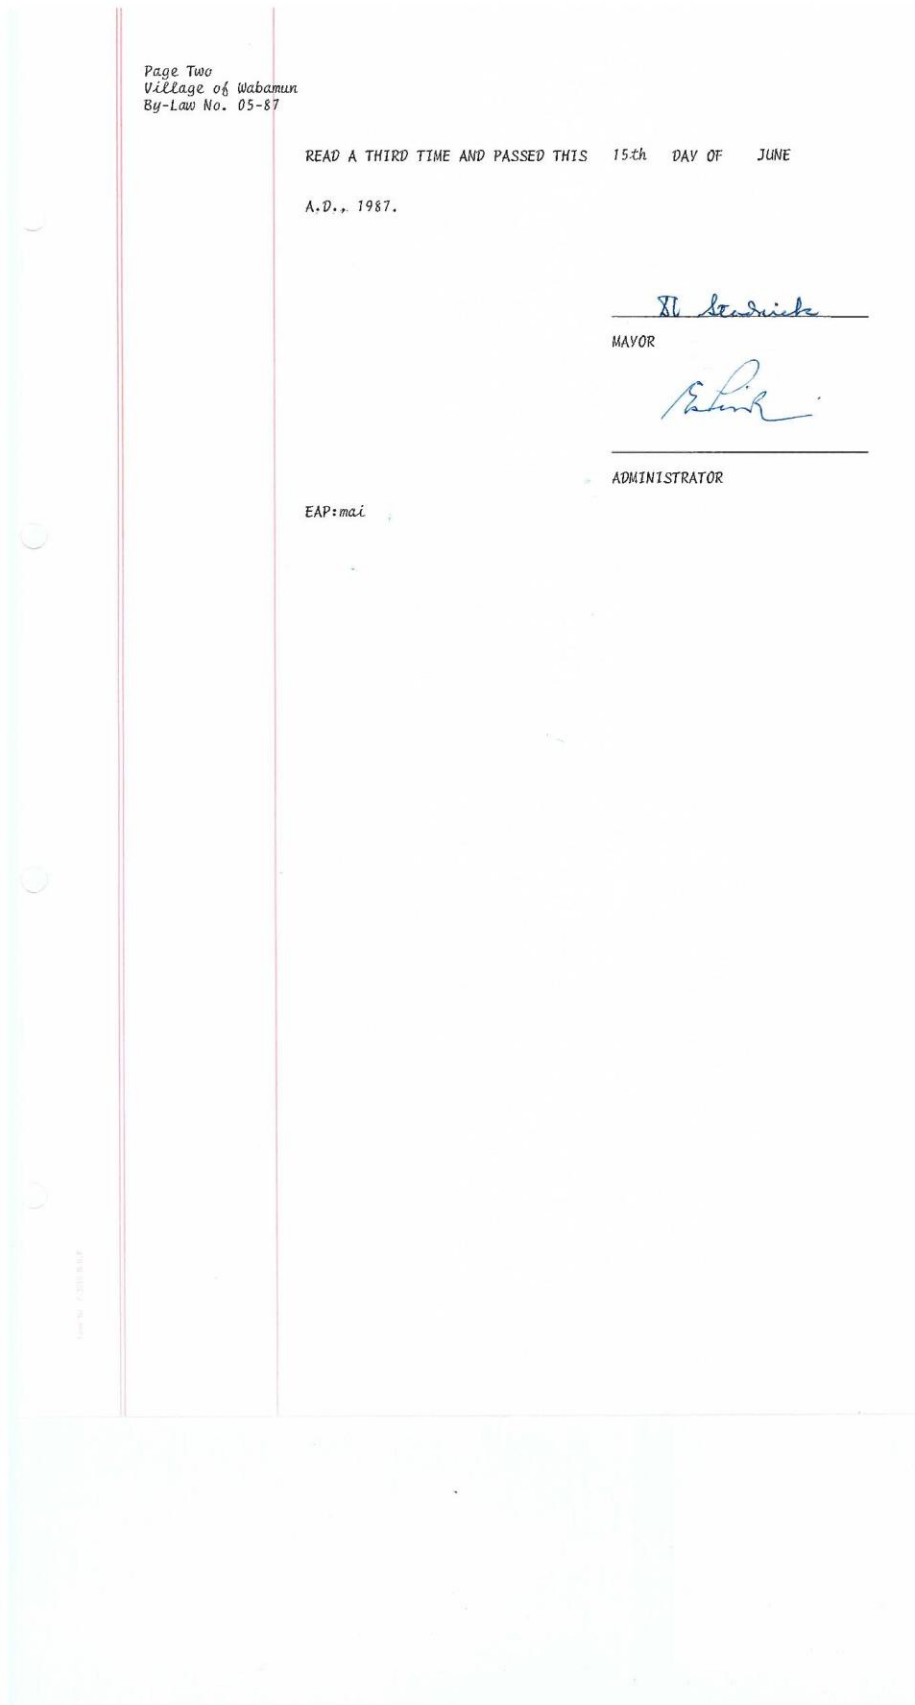 Page Two
Village of Wabamun
By-Law No. 05-87
READ A THIRD TIME AND PASSED THIS 15th DAY OF JUNE
A.D., 1987.
MAYOR
ADMINISTRATOR
EAP:mai